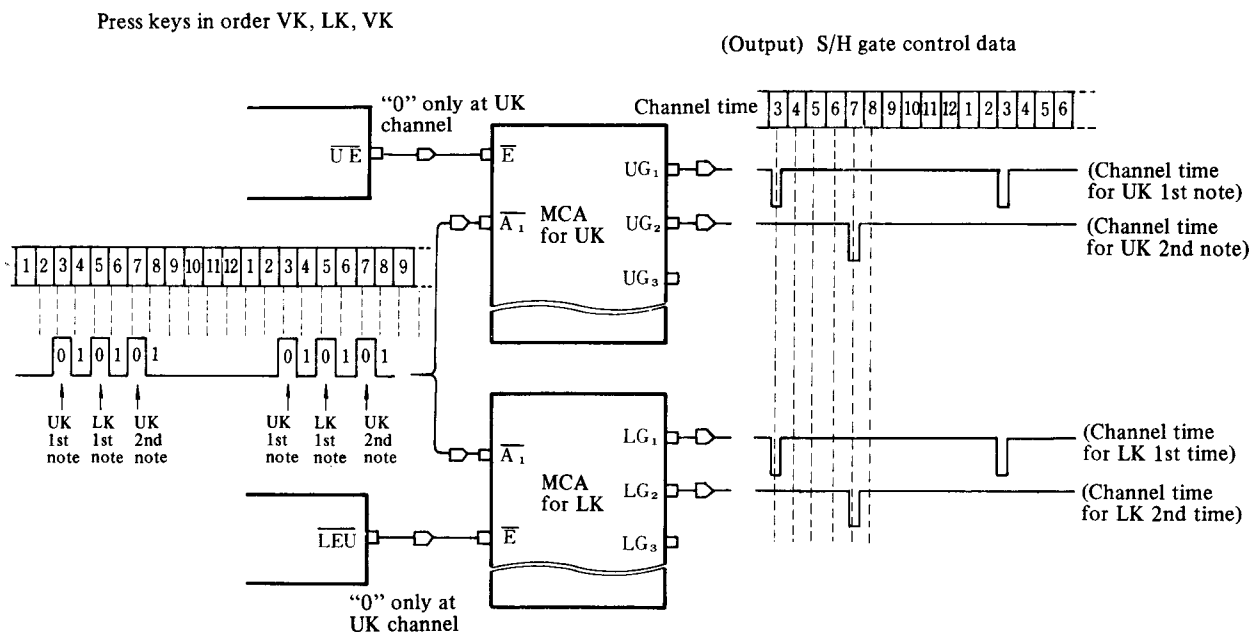 Press keys in order VK, LK, VK
(Output) S/H gate control data
"0" only at UK
channel
Channel time
3 4 5 6 7 8 9 10 11 12 1 2 3 4 5 6
UE
E
A1
MCA
for UK
UG1
UG2
UG3
(Channel time
for UK 1st note)
(Channel time
for UK 2nd note)
1 2 3 4 5 6 7 8 9 10 11 12 1 2 3 4 5 6 7 8 9
0 1 0 1 0 1
0 1 0 1 0 1
UK
1st
note
LK
1st
note
UK
2nd
note
UK
1st
note
LK
1st
note
UK
2nd
note
A1
MCA
for LK
E
LG1
LG2
LG3
(Channel time
for LK 1st time)
(Channel time
for LK 2nd time)
LEU
"0" only at
UK channel